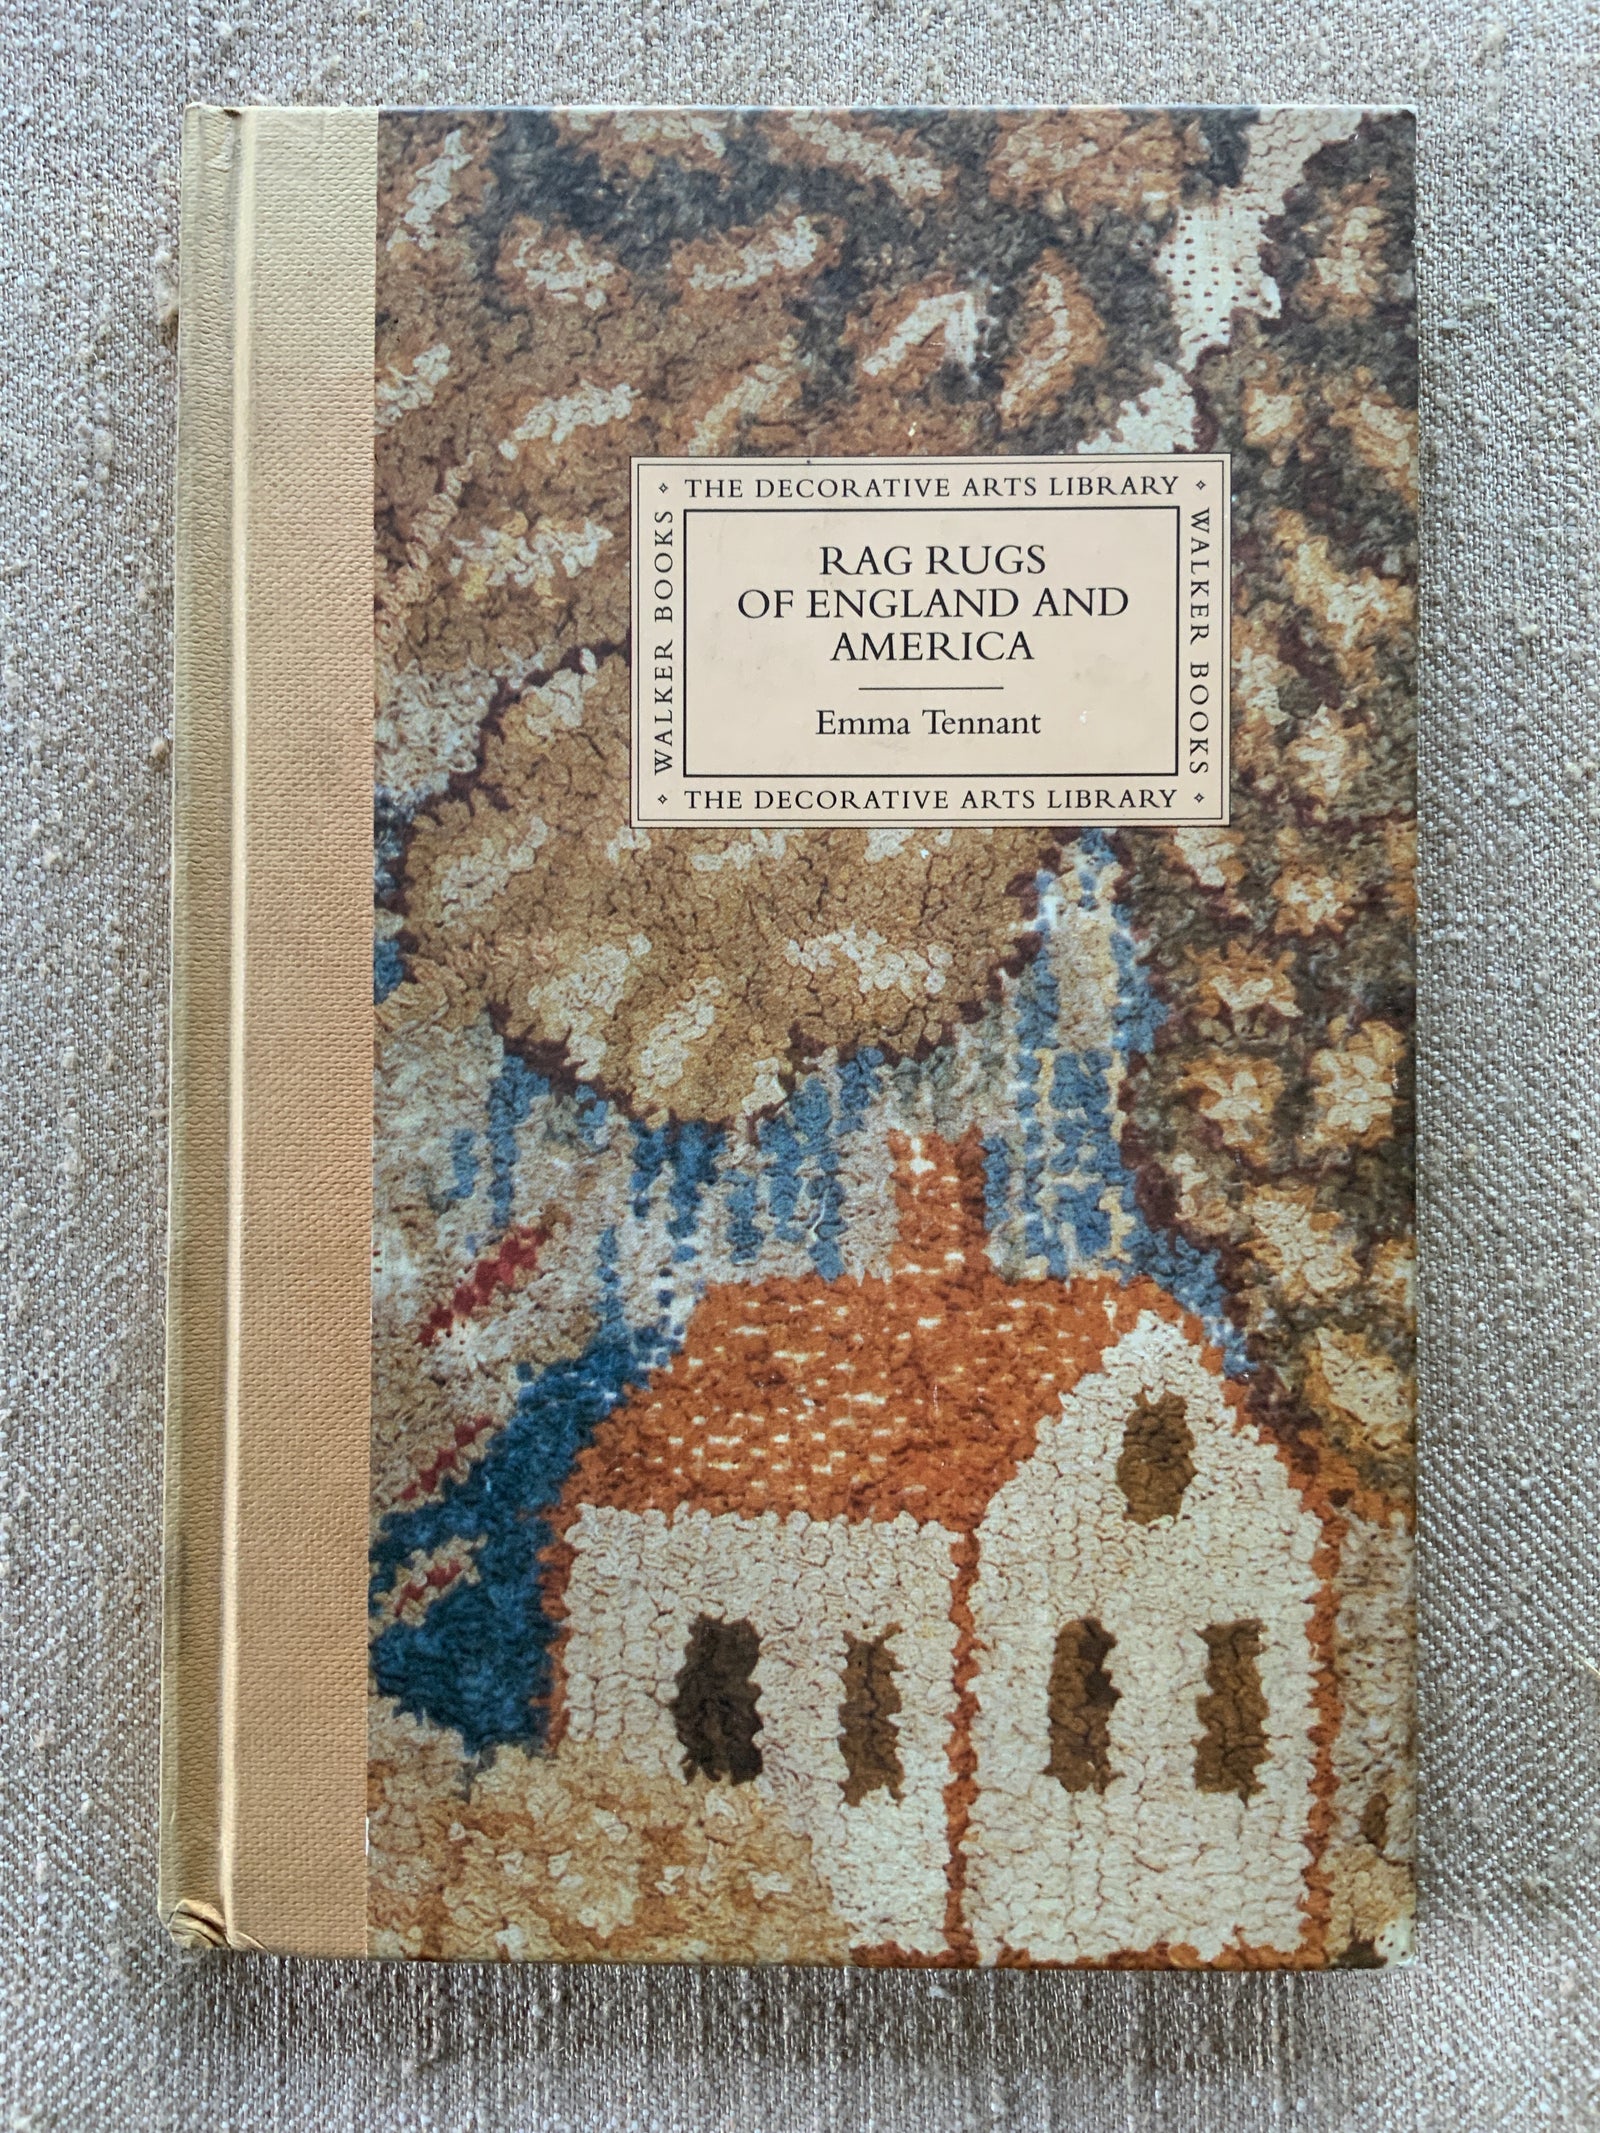 THE DECORATIVE ARTS LIBRARY
WALKER BOOKS
RAG RUGS
OF ENGLAND AND
AMERICA
Emma Tennant
WALKER BOOKS
THE DECORATIVE ARTS LIBRARY